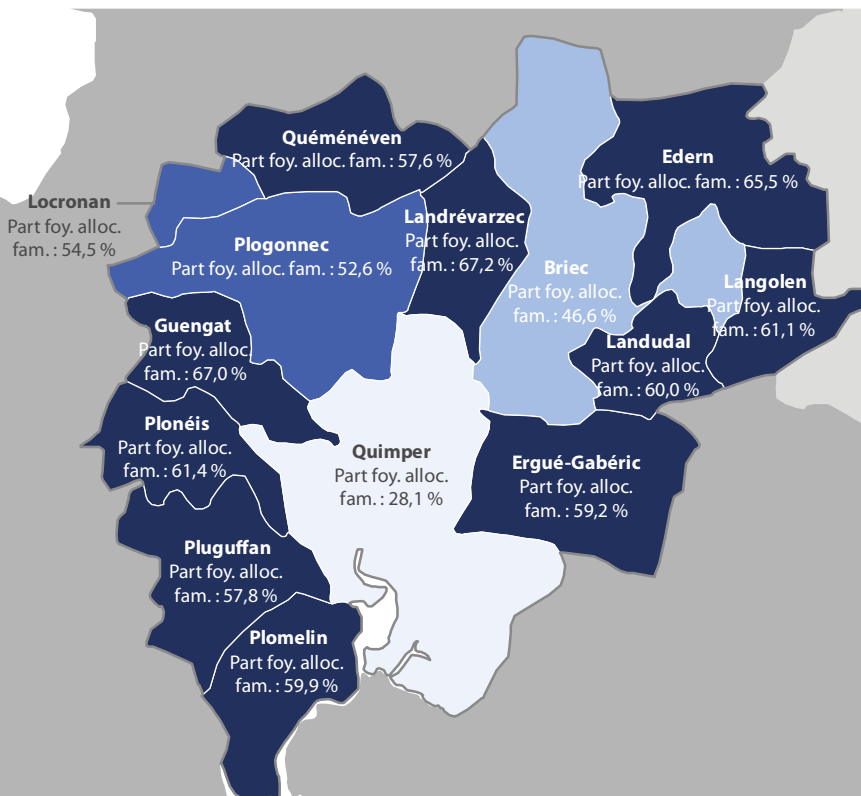 Quéménéven
Part foy. alloc. fam. : 57,6 %
Edern
Part foy. alloc. fam. : 65,5 %
Locronan
Part foy. alloc.
fam. : 54,5 %
Landrévarzec
Part foy. alloc.
fam. : 67,2 %
Plogonnec
Part foy. alloc. fam. : 52,6 %
Briec
Part foy. alloc.
fam. : 46,6 %
Langolen
Part foy. alloc.
fam. : 61,1 %
Guengat
Part foy. alloc.
fam. : 67,0 %
Landudal
Part foy. alloc.
fam. : 60,0 %
Plonéis
Part foy. alloc.
fam. : 61,4 %
Quimper
Part foy. alloc.
fam. : 28,1 %
Ergué-Gabéric
Part foy. alloc.
fam. : 59,2 %
Pluguffan
Part foy. alloc.
fam. : 57,8 %
Plomelin
Part foy. alloc.
fam. : 59,9 %